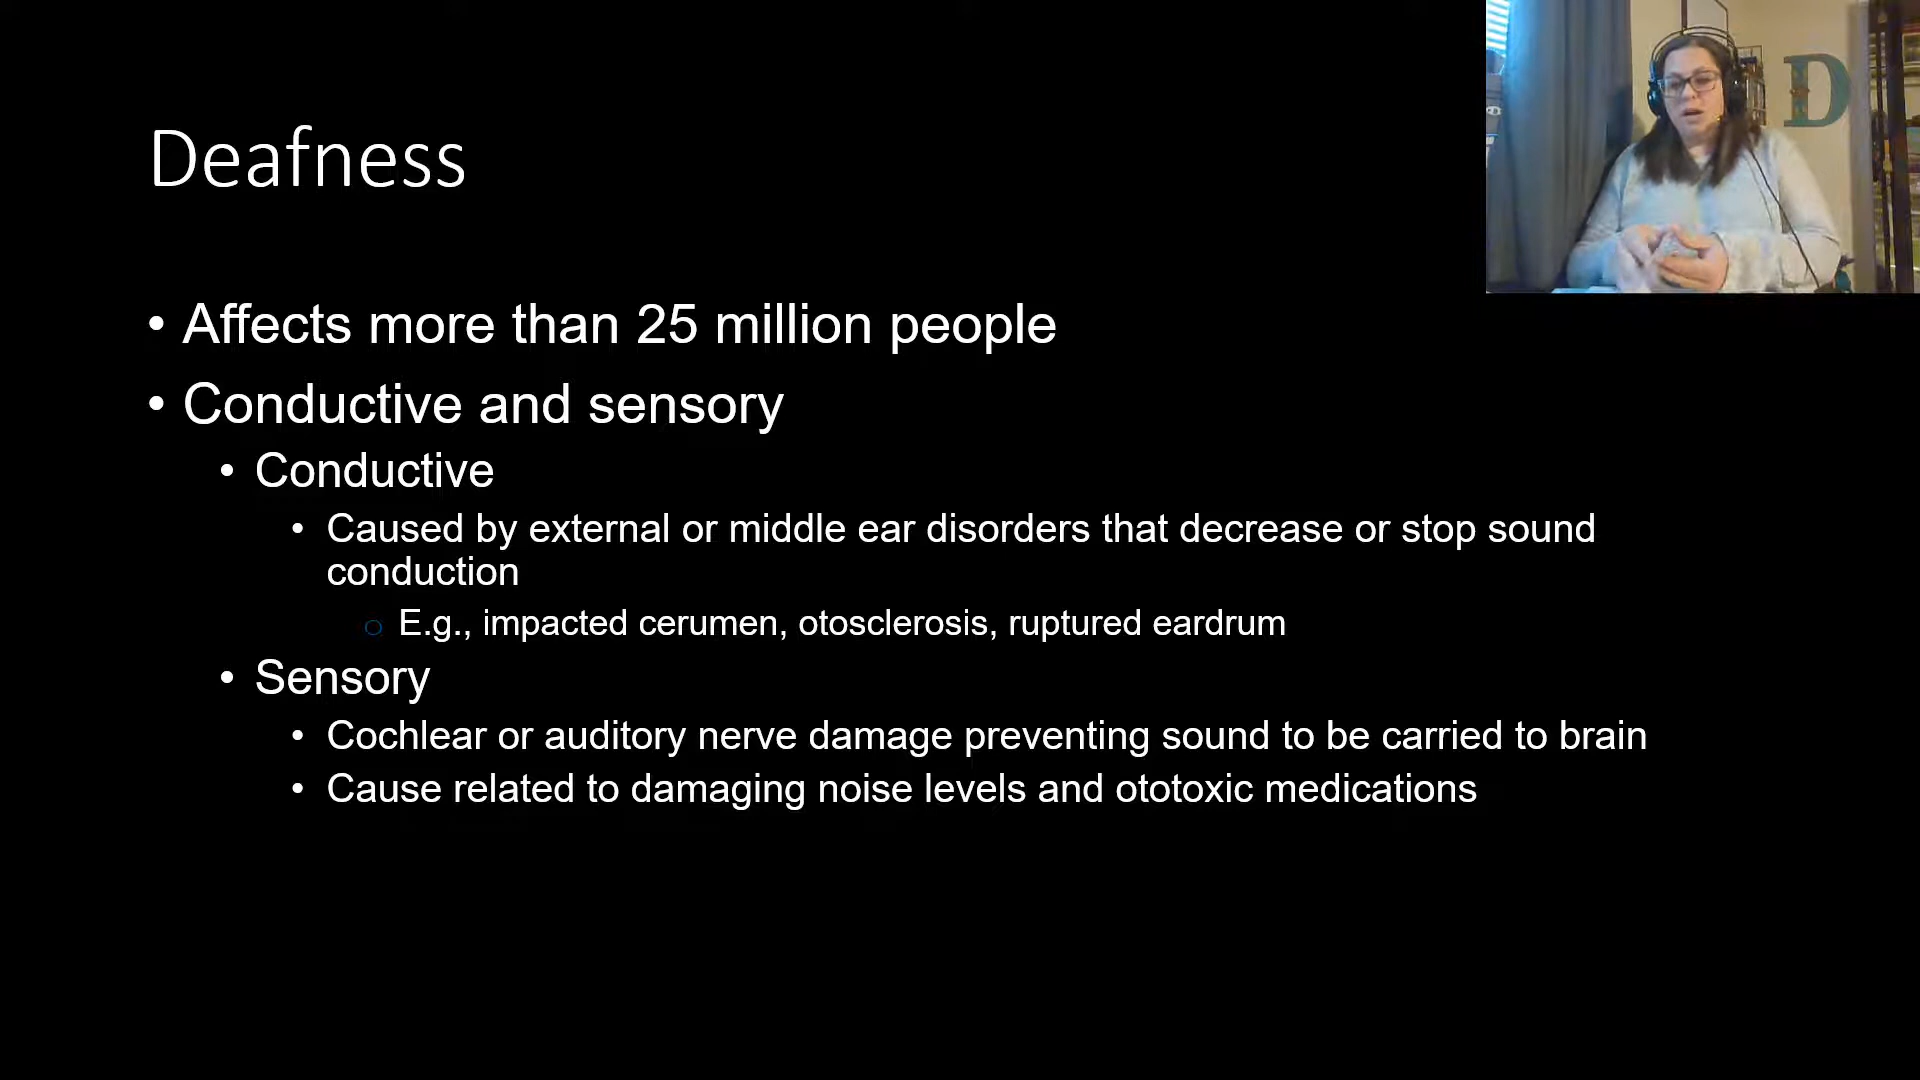 Deafness
• Affects more than 25 million people
• Conductive and sensory
• Conductive
• Caused by external or middle ear disorders that decrease or stop sound
conduction
o E.g., impacted cerumen, otosclerosis, ruptured eardrum
• Sensory
• Cochlear or auditory nerve damage preventing sound to be carried to brain
• Cause related to damaging noise levels and ototoxic medications
D